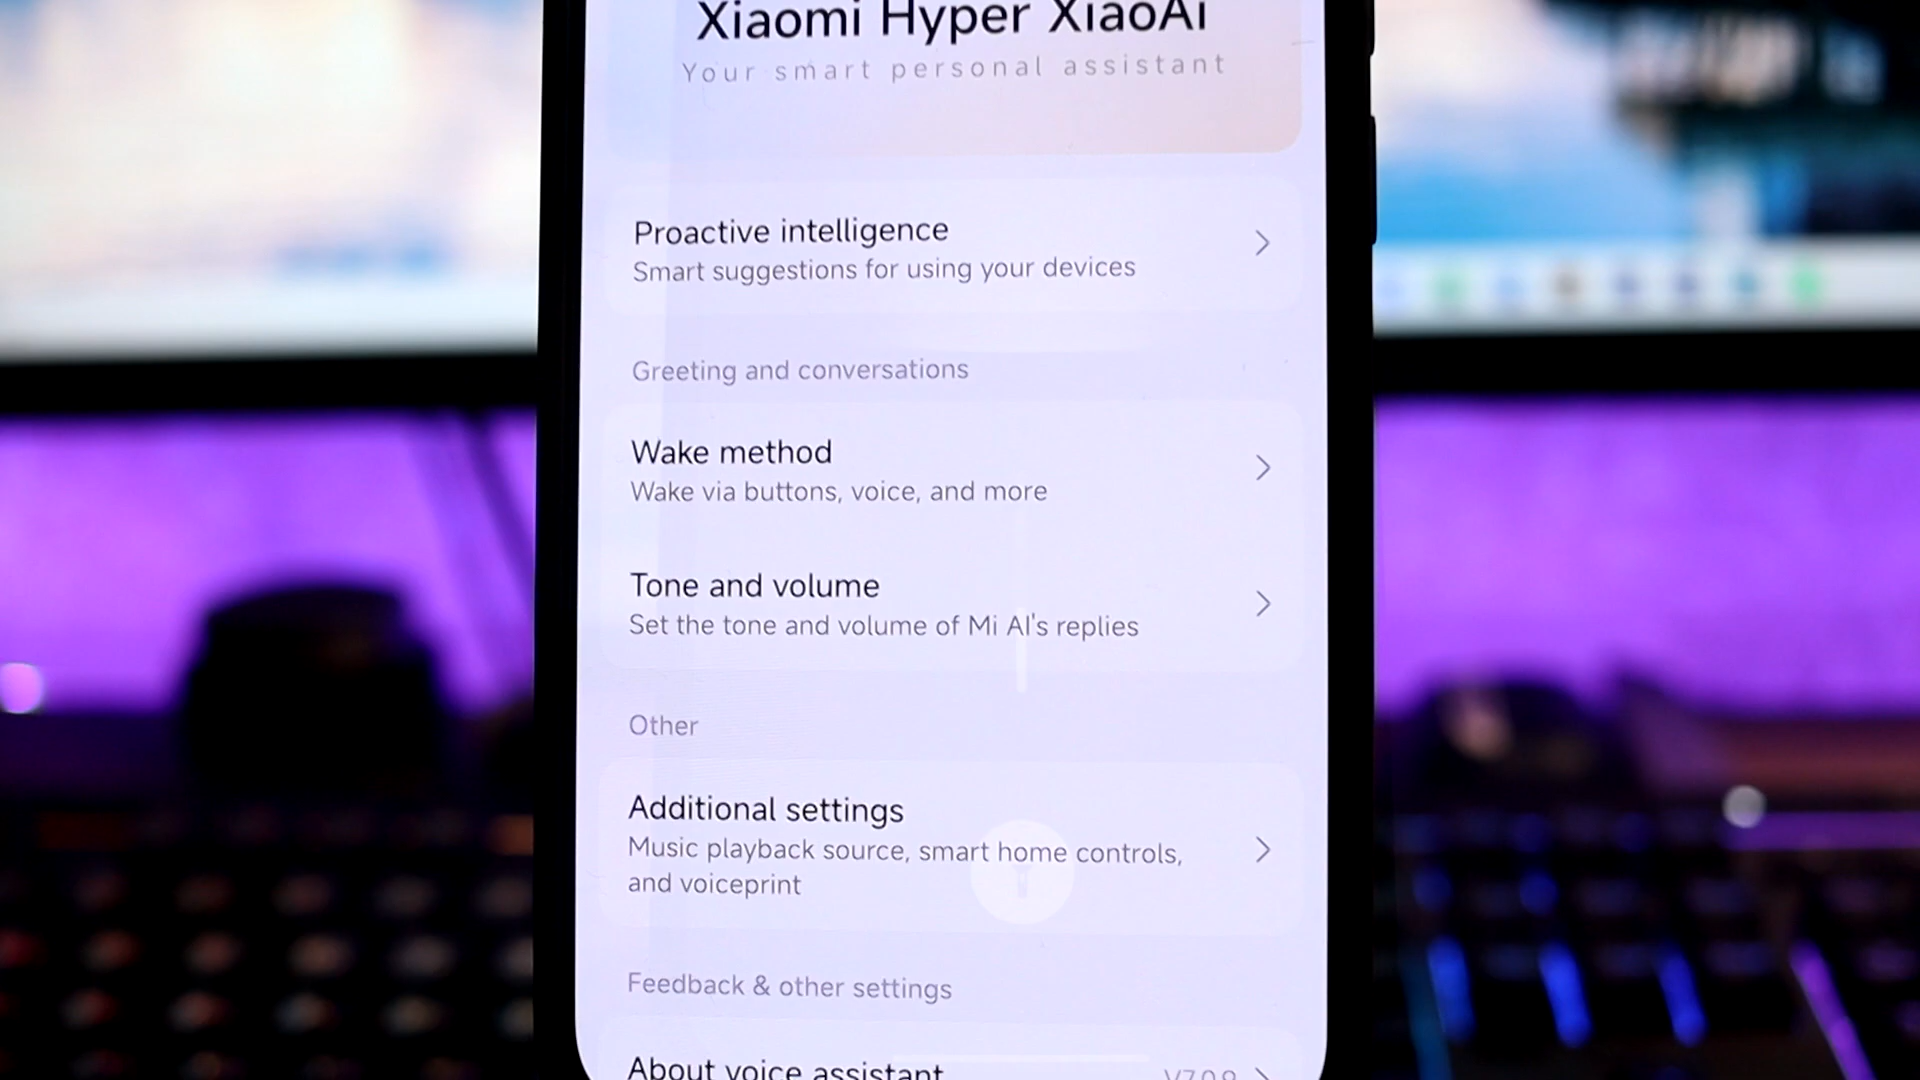 Xiaomi Hyper XiaoAi
Your smart personal assistant
Proactive intelligence
Smart suggestions for using your devices
Greeting and conversations
Wake method
Wake via buttons, voice, and more
Tone and volume
Set the tone and volume of Mi AI's replies
Other
Additional settings
Music playback source, smart home controls,
and voiceprint
Feedback & other settings
About voice assistant